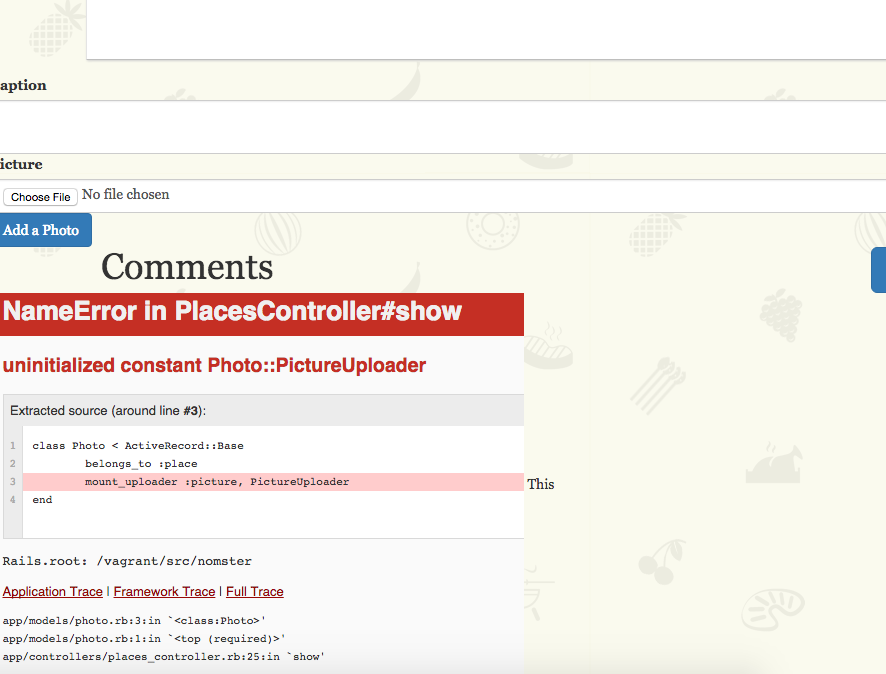 aption
icture
Choose File No file chosen
Add a Photo
Comments
NameError in PlacesController#show
uninitialized constant Photo::PictureUploader
Extracted source (around line #3):
1 class Photo < ActiveRecord::Base
2 belongs_to :place
3 mount_uploader :picture, PictureUploader
This
4 end
Rails.root: /vagrant/src/nomster
Application Trace | Framework Trace | Full Trace
app/models/photo.rb:3:in `<class:Photo>'
app/models/photo.rb:1:in `<top (required)>'
app/controllers/places_controller.rb:25:in `show'